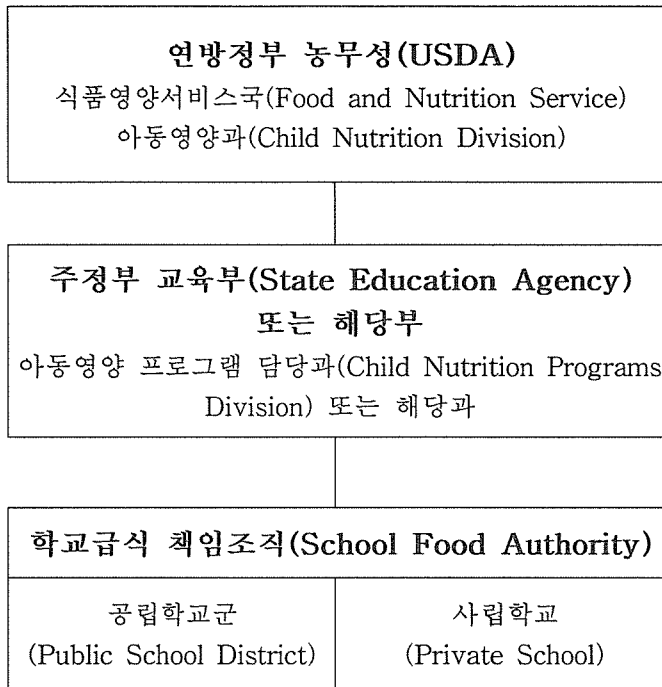 연방정부 농무성(USDA)
식품영양서비스국(Food and Nutrition Service)
아동영양과(Child Nutrition Division)
주정부 교육부(State Education Agency)
또는 해당부
아동영양 프로그램 담당과(Child Nutrition Programs
Division) 또는 해당과
학교급식 책임조직(School Food Authority)
공립학교군
(Public School District)
사립학교
(Private School)